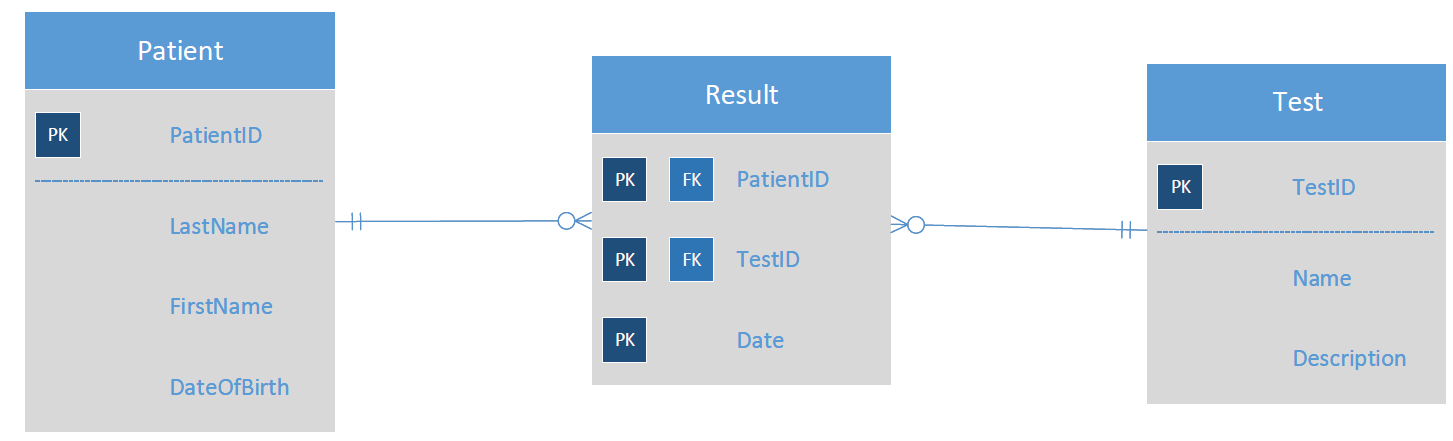 Patient
PK PatientID
LastName
FirstName
DateOfBirth
Result
PK FK PatientID
PK FK TestID
PK Date
Test
PK TestID
Name
Description